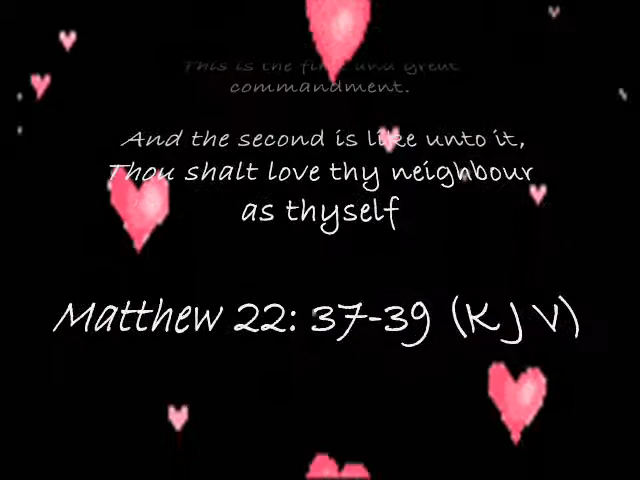 This is the first and great
commandment.
And the second is like unto it,
Thou shalt love thy neighbour
as thyself
Matthew 22: 37-39 (KJV)